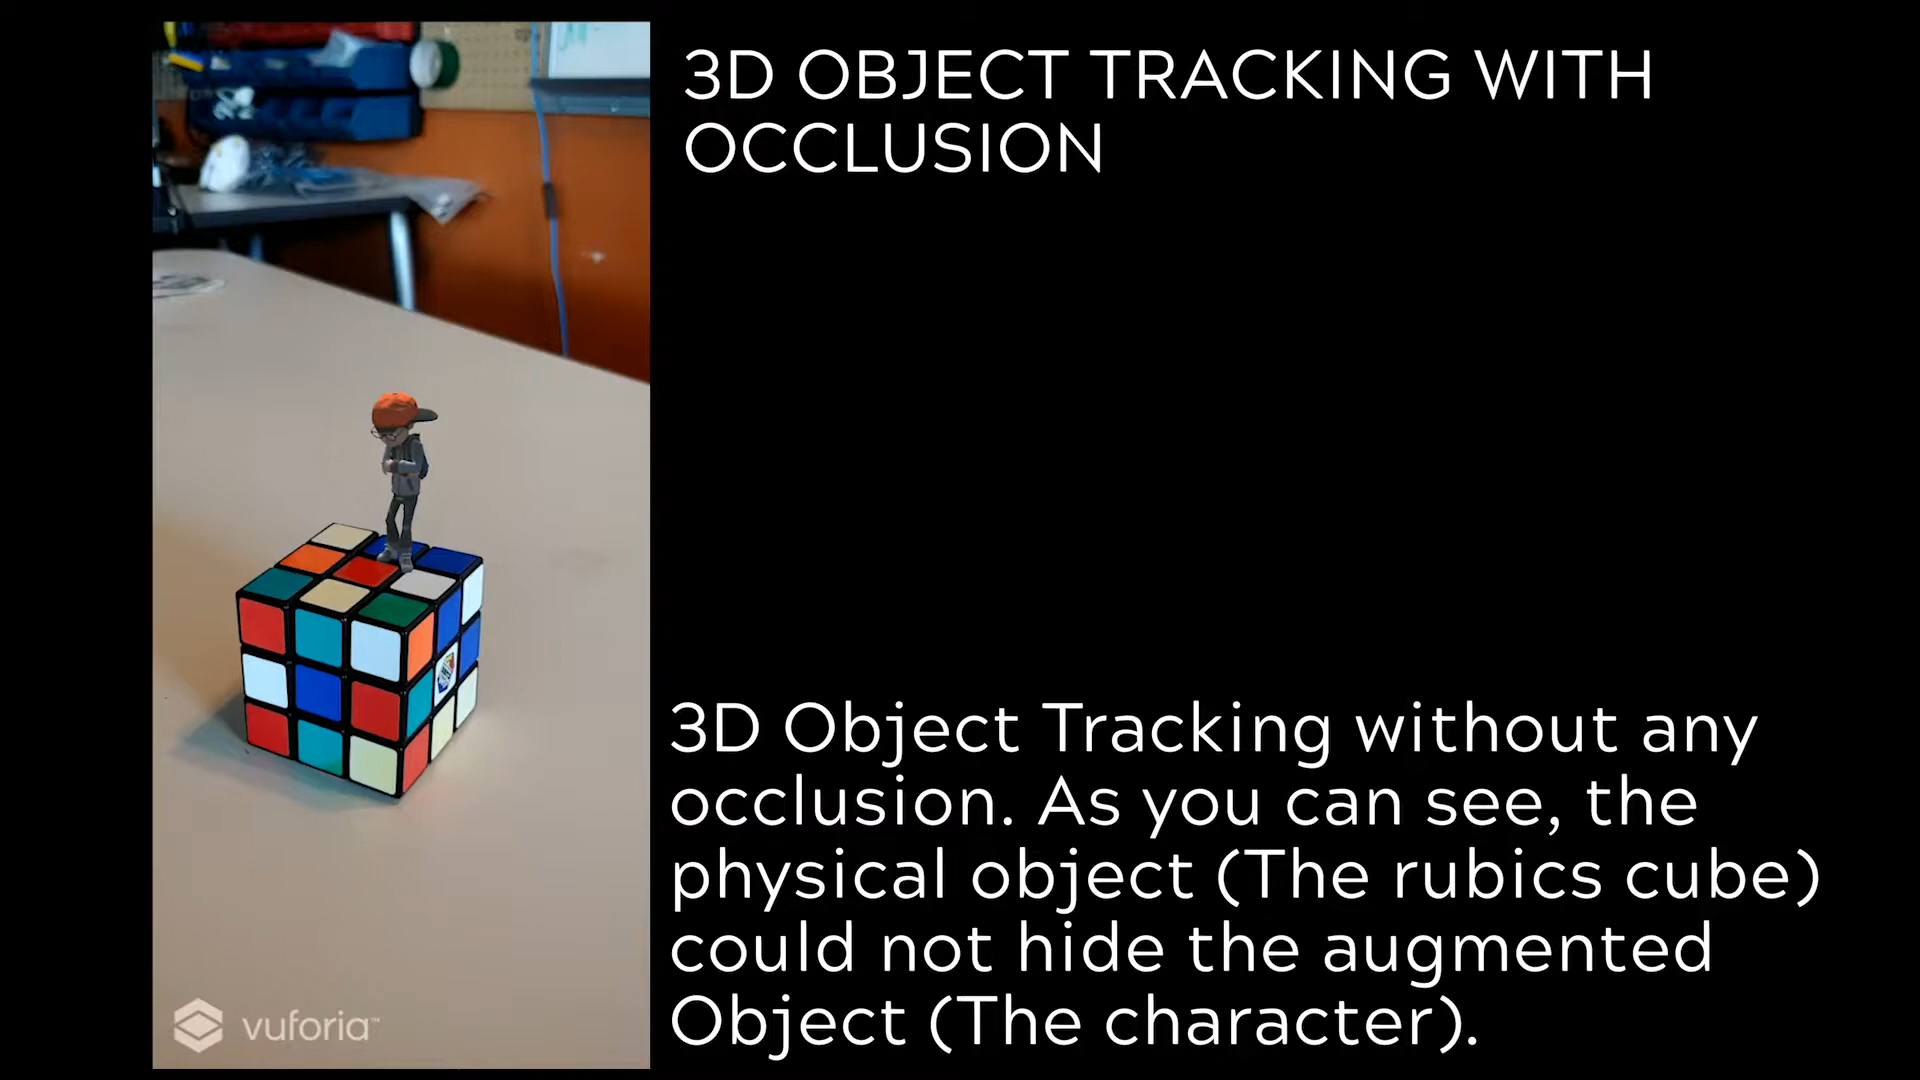 3D OBJECT TRACKING WITH
OCCLUSION
3D Object Tracking without any
occlusion. As you can see, the
physical object (The rubics cube)
could not hide the augmented
Object (The character).
vuforia™